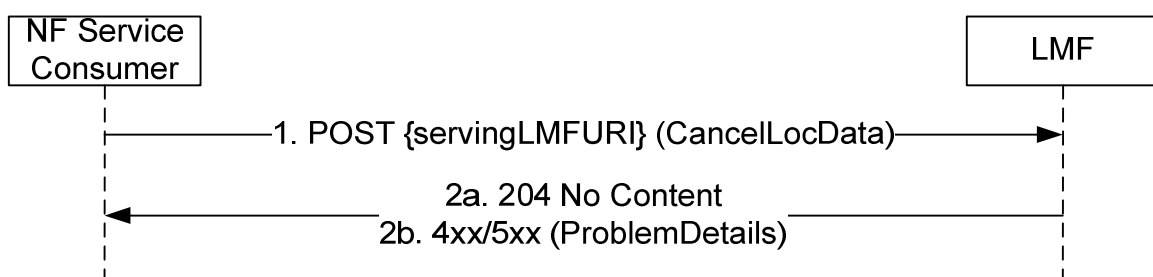 NF Service
Consumer
LMF
1. POST {servingLMFURI} (CancelLocData)
2a. 204 No Content
2b. 4xx/5xx (ProblemDetails)